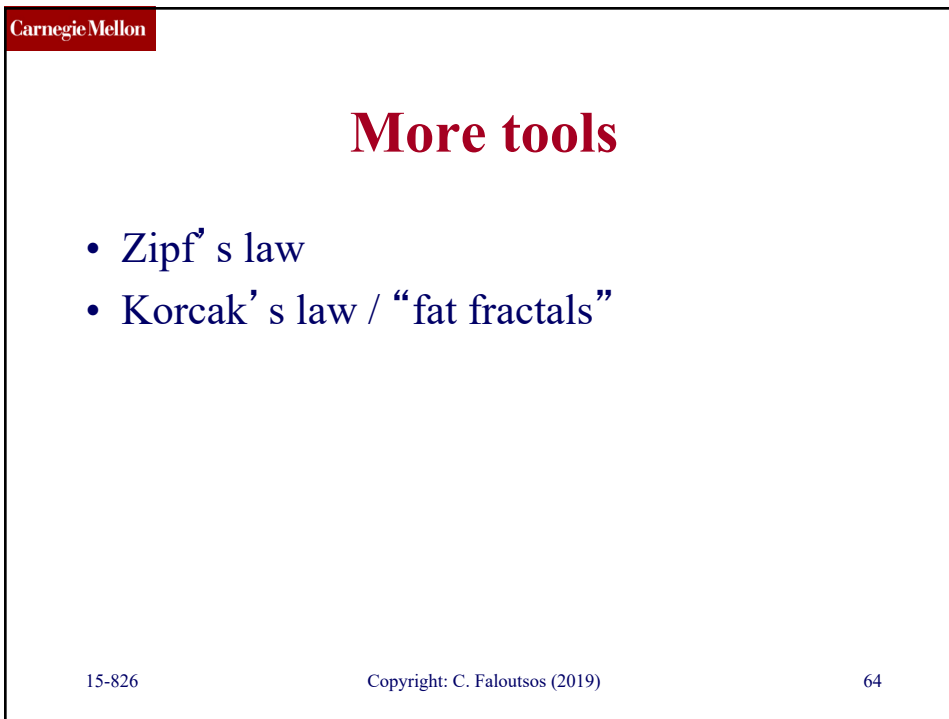 Carnegie Mellon
More tools
• Zipf’s law
• Korcak’s law / “fat fractals”
15-826 Copyright: C. Faloutsos (2019) 64